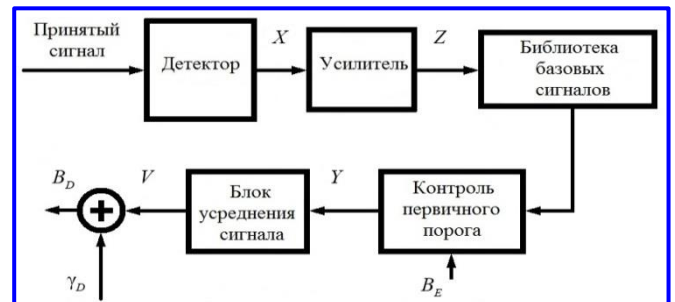 Принятый
сигнал
Детектор
X
Усилитель
Z
Библиотека
базовых
сигналов
B_D
V
Блок
усреднения
сигнала
Y
Контроль
первичного
порога
+
γ_D
B_E